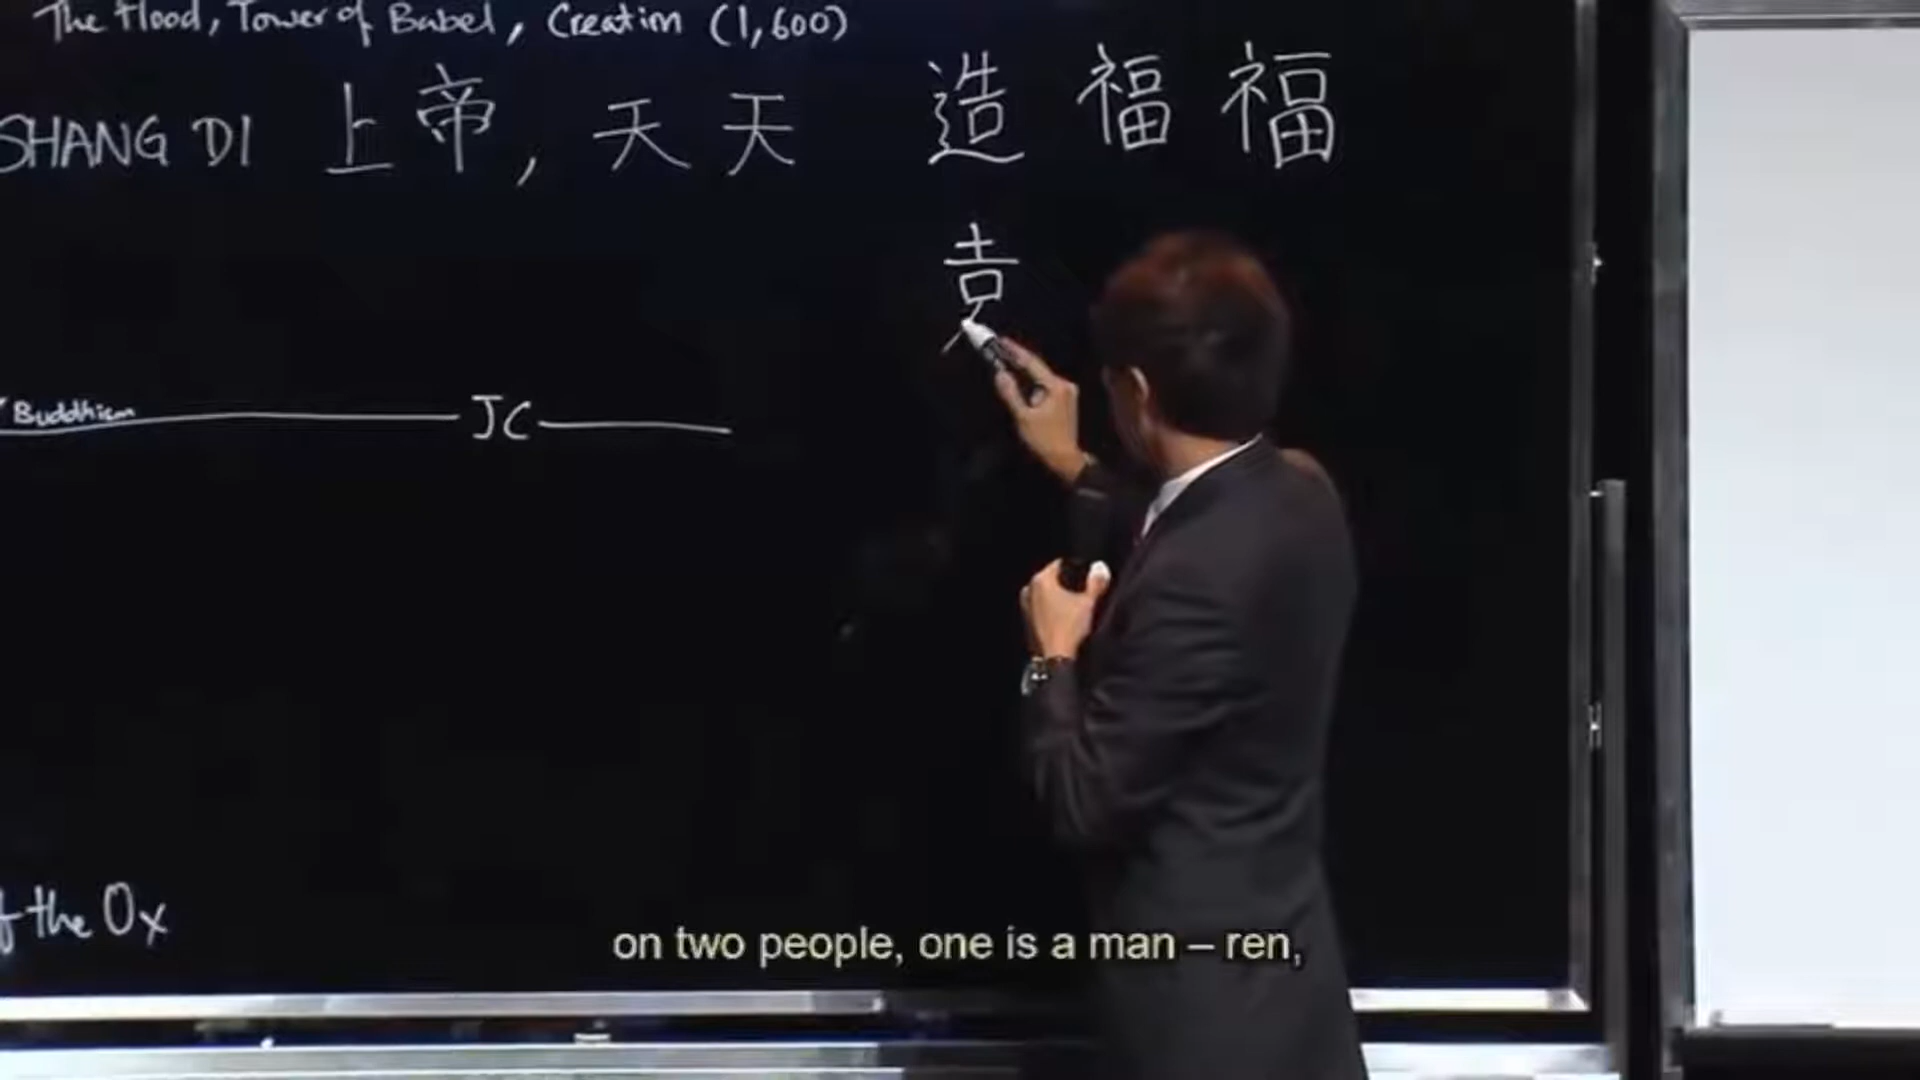 The Flood, Tower of Babel, Creation (1,600)
SHANG DI 上帝, 天天 造福福
Buddhism JC
the Ox
on two people, one is a man – ren,